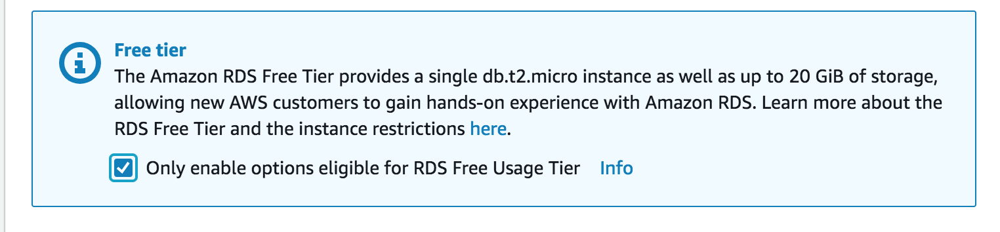 Free tier
The Amazon RDS Free Tier provides a single db.t2.micro instance as well as up to 20 GiB of storage,
allowing new AWS customers to gain hands-on experience with Amazon RDS. Learn more about the
RDS Free Tier and the instance restrictions here.
Only enable options eligible for RDS Free Usage Tier Info